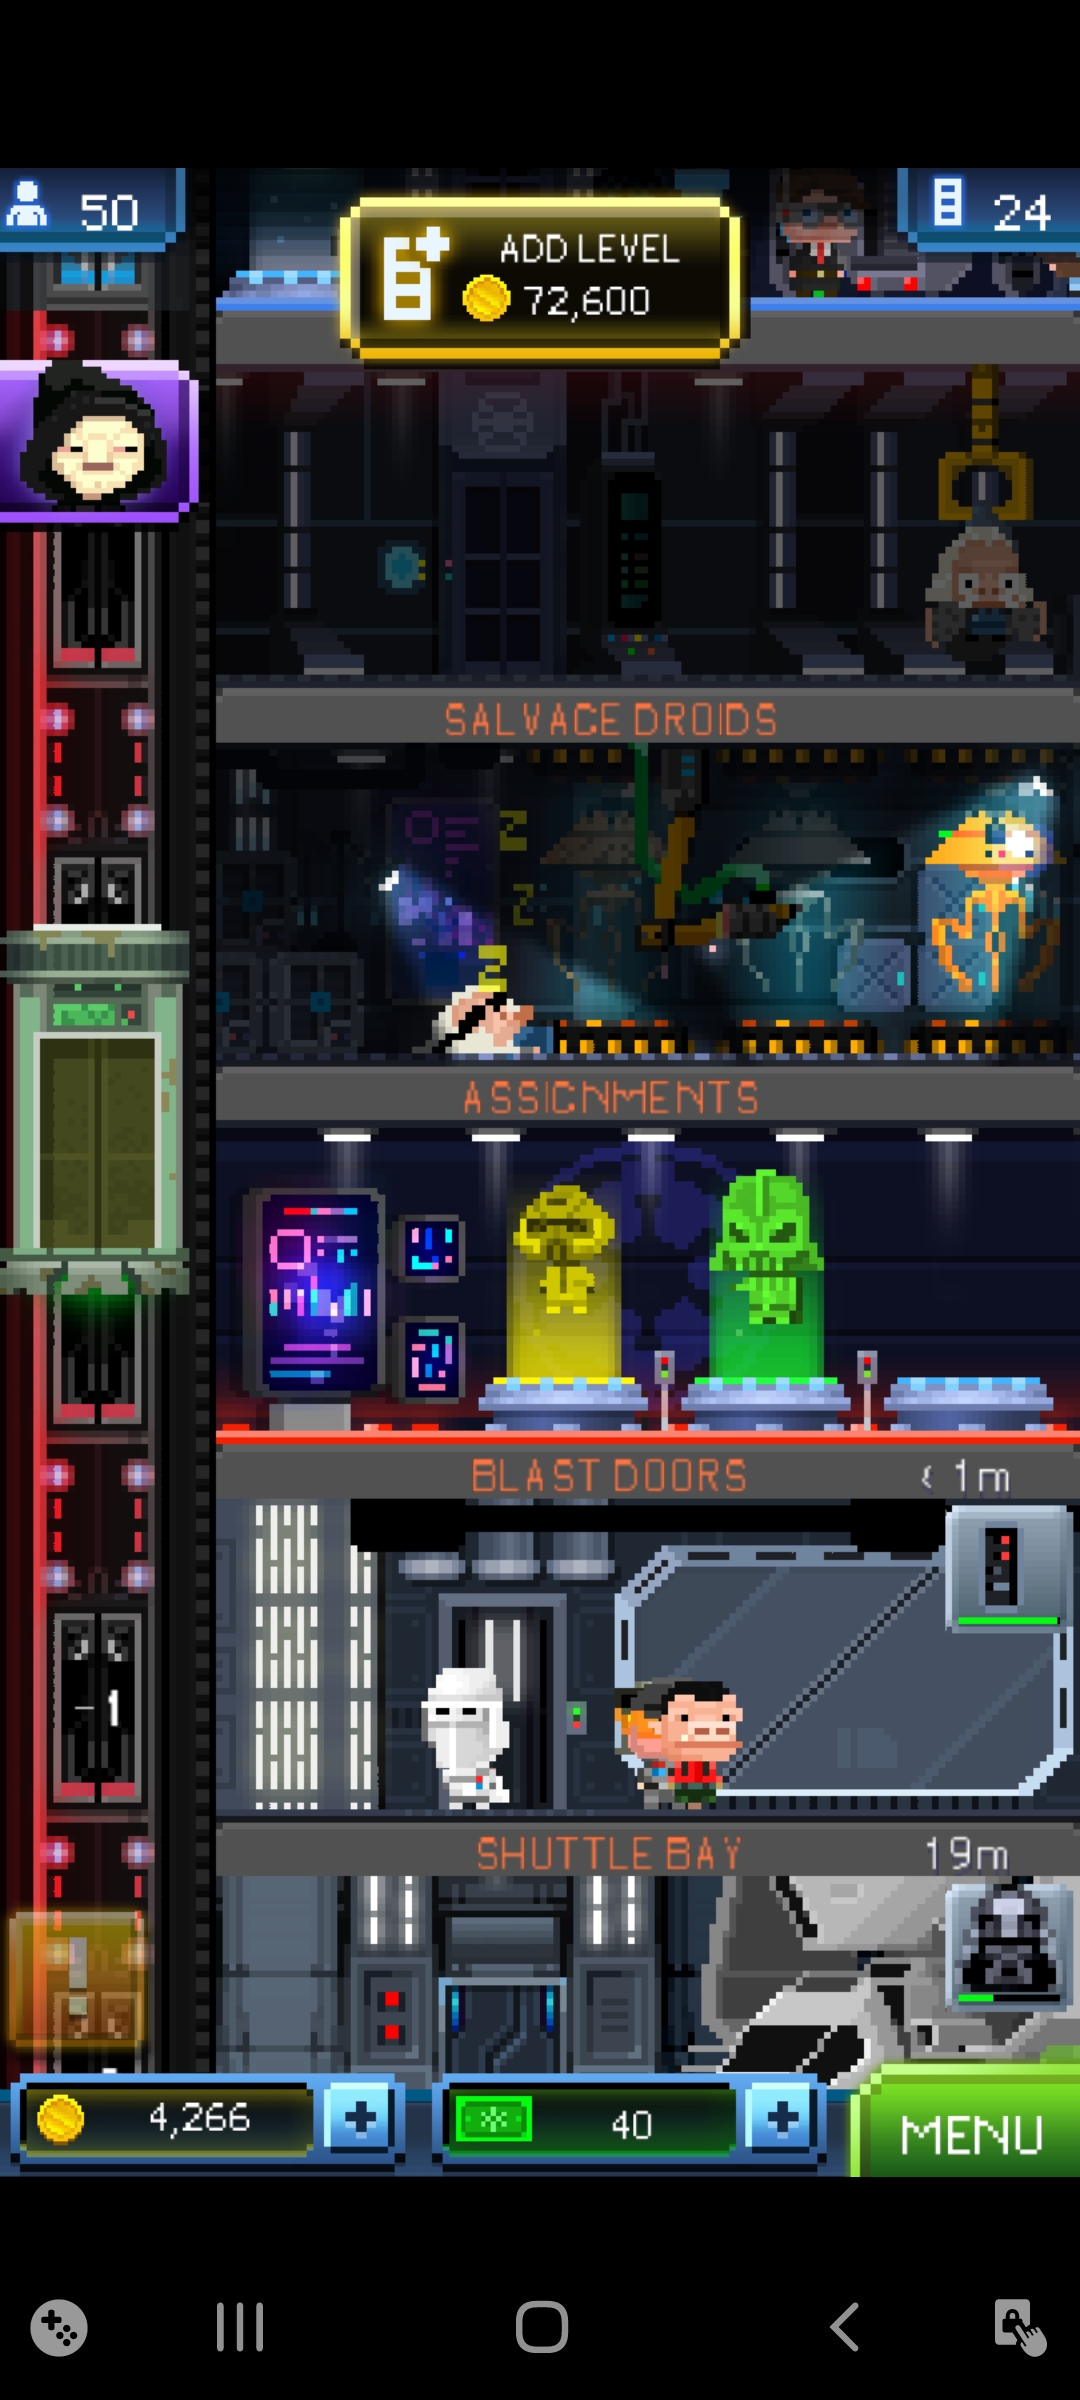 50
24
ADD LEVEL
72,600
SALVAGE DROIDS
Z
Z
Z
ASSIGNMENTS
BLAST DOORS
< 1m
-1
SHUTTLE BAY
19m
4,266
40
MENU